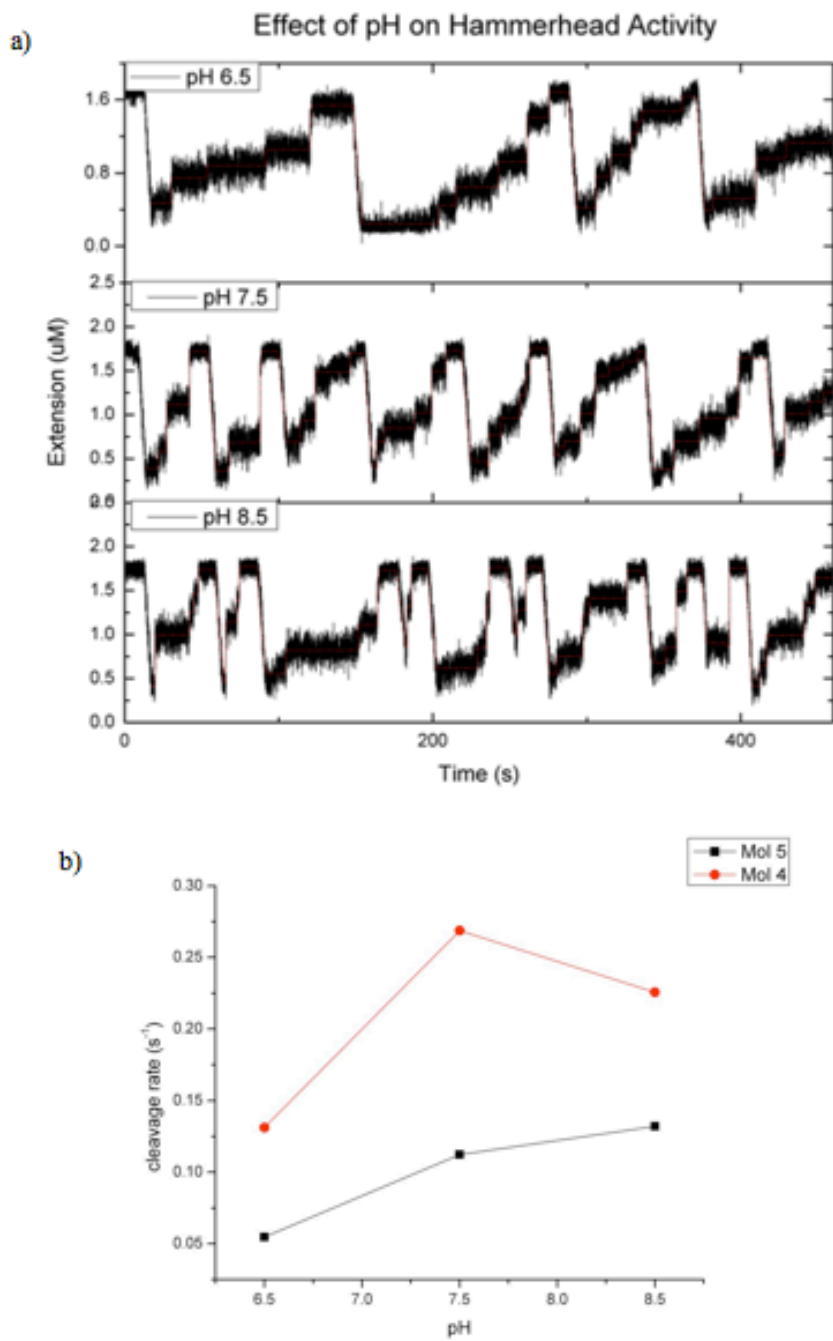 a)
Effect of pH on Hammerhead Activity
pH 6.5
1.6
0.8
0.0
pH 7.5
2.5
2.0
1.5
1.0
0.5
Extension (uM)
pH 8.5
2.0
1.5
1.0
0.5
0.0
0
200
400
Time (s)
b)
Mol 5
Mol 4
0.30
0.25
0.20
0.15
0.10
0.05
cleavage rate (s⁻¹)
6.5
7.0
7.5
8.0
8.5
pH